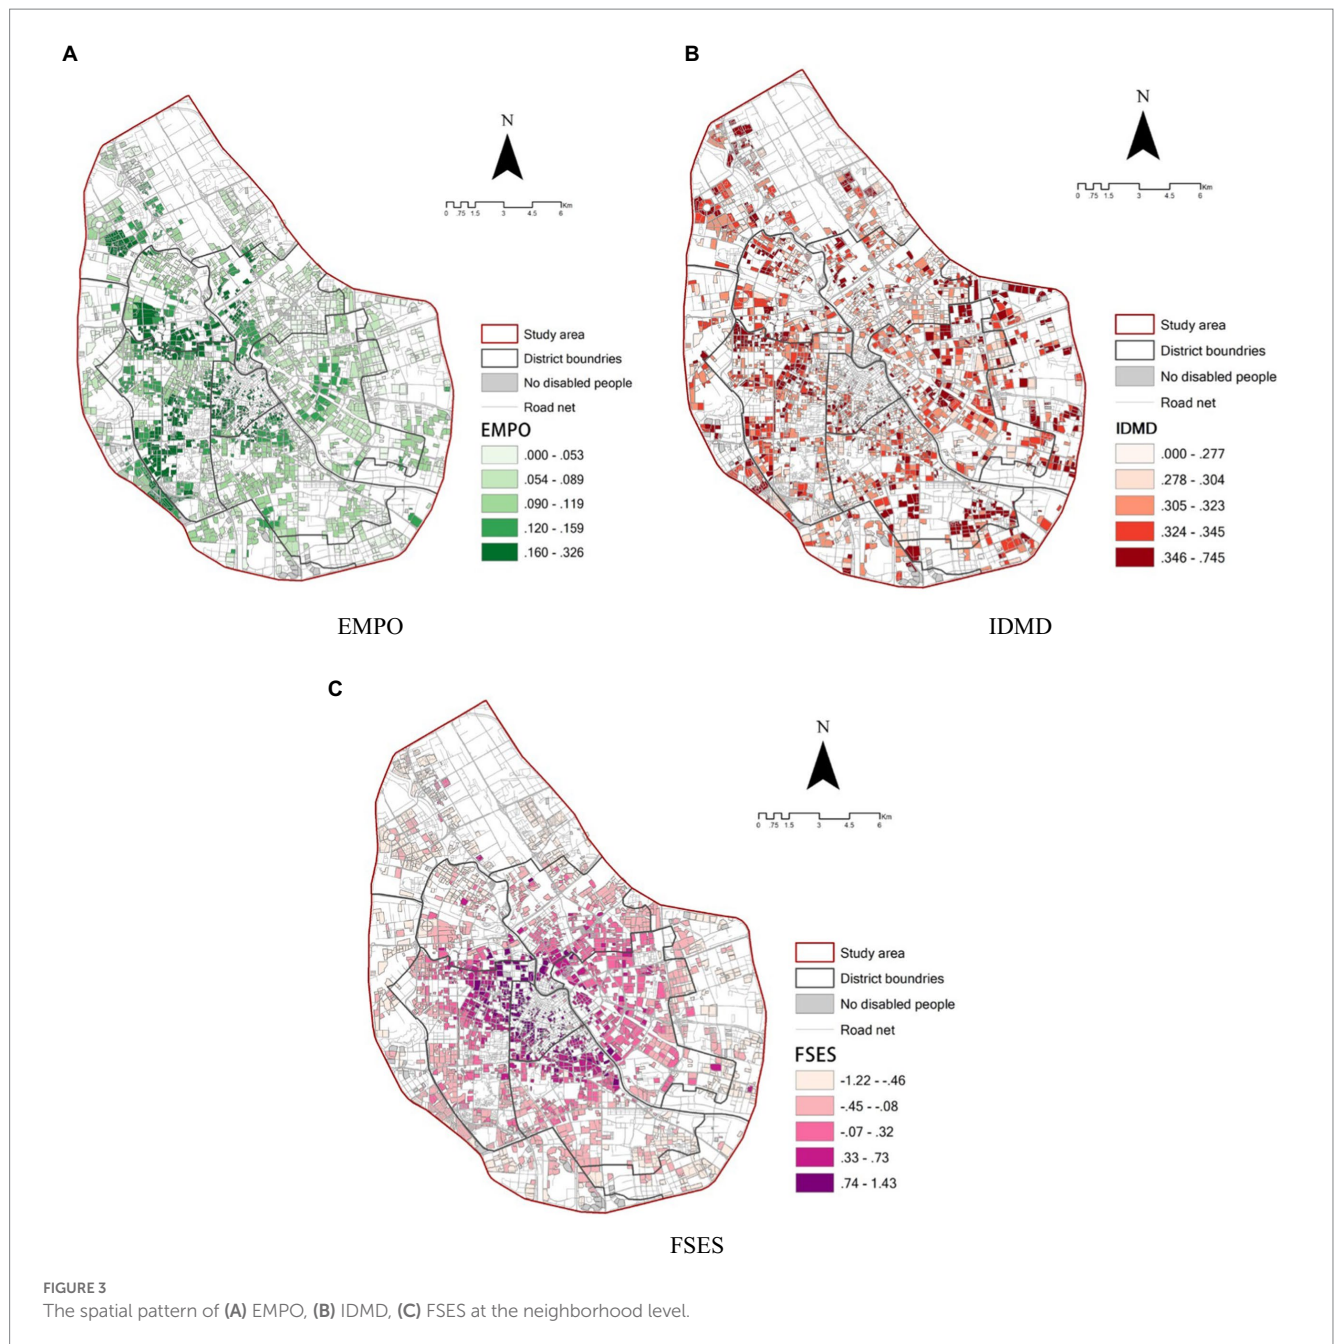 A
N
0 .75 1.5 3 4.5 6 Km
Study area
District boundries
No disabled people
Road net
EMPO
.000 - .053
.054 - .089
.090 - .119
.120 - .159
.160 - .326
EMPO
B
N
0 .75 1.5 3 4.5 6 Km
Study area
District boundries
No disabled people
Road net
IDMD
.000 - .277
.278 - .304
.305 - .323
.324 - .345
.346 - .745
IDMD
C
N
0 .75 1.5 3 4.5 6 Km
Study area
District boundries
No disabled people
Road net
FSES
-1.22 - -.46
-.45 - -.08
-.07 - .32
.33 - .73
.74 - 1.43
FSES
FIGURE 3
The spatial pattern of (A) EMPO, (B) IDMD, (C) FSES at the neighborhood level.